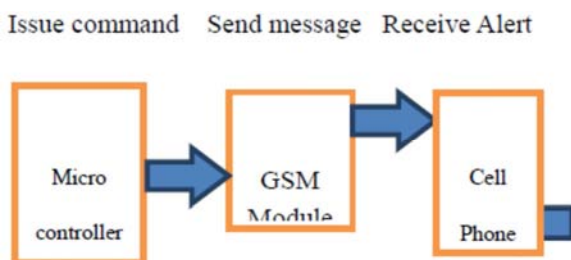 Issue command Send message Receive Alert
Micro
controller
GSM
Module
Cell
Phone